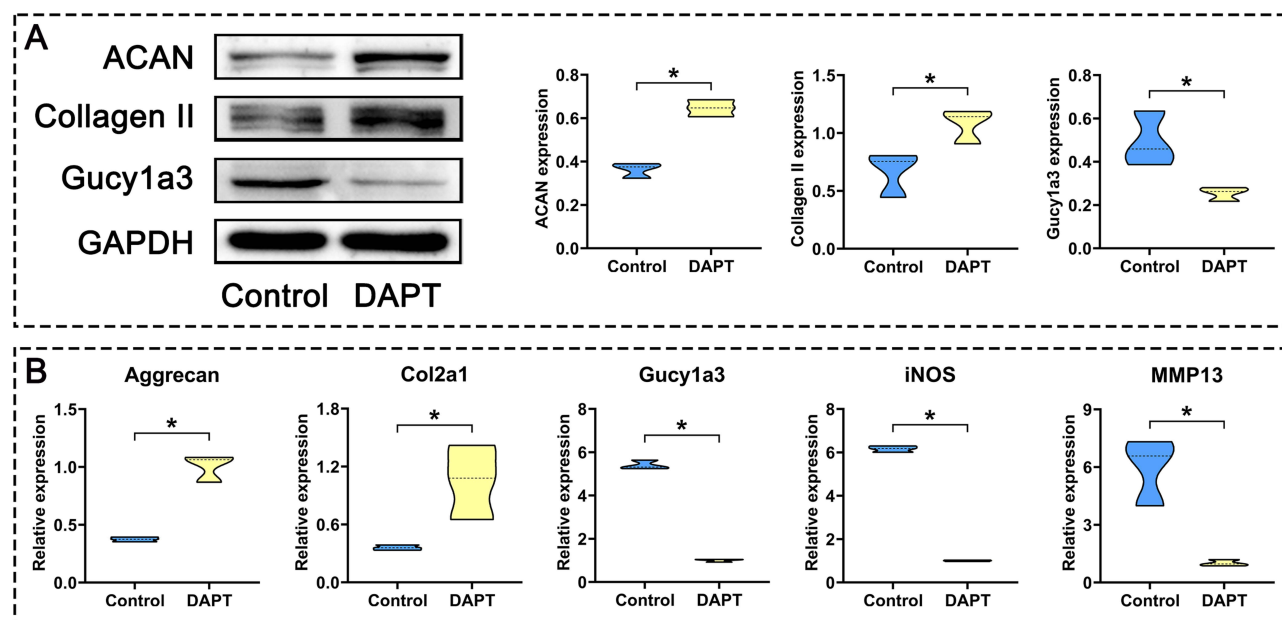 A
ACAN
Collagen II
Gucy1a3
GAPDH
Control DAPT
ACAN expression
0.8
0.6
0.4
0.2
0.0
*
Control DAPT
Collagen II expression
1.5
1.0
0.5
0.0
*
Control DAPT
Gucy1a3 expression
0.8
0.6
0.4
0.2
0.0
*
Control DAPT
B
Aggrecan
Relative expression
1.5
1.0
0.5
0.0
*
Control DAPT
Col2a1
Relative expression
1.8
1.2
0.6
0.0
*
Control DAPT
Gucy1a3
Relative expression
8
6
4
2
0
*
Control DAPT
iNOS
Relative expression
8
6
4
2
0
*
Control DAPT
MMP13
Relative expression
9
6
3
0
*
Control DAPT